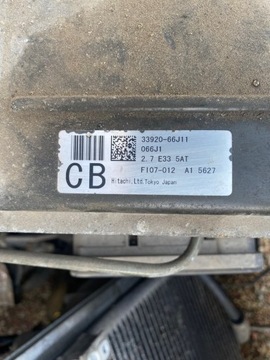 33920-66J11
066J1
2.7 E33 5AT
CB
FI07-012 A1 5627
Hitachi,Ltd.Tokyo Japan